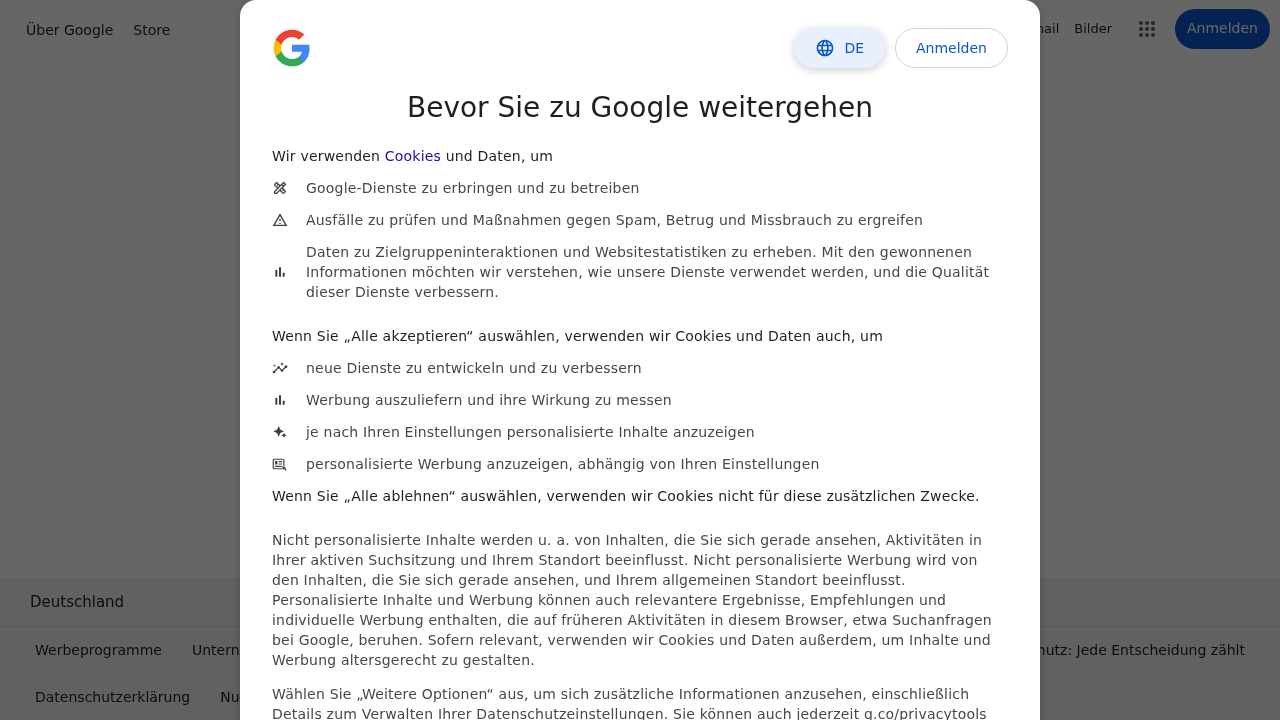 Über Google
Store
Bilder
Anmelden
DE
Anmelden
Bevor Sie zu Google weitergehen
Wir verwenden Cookies und Daten, um
Google-Dienste zu erbringen und zu betreiben
Ausfälle zu prüfen und Maßnahmen gegen Spam, Betrug und Missbrauch zu ergreifen
Daten zu Zielgruppeninteraktionen und Websitestatistiken zu erheben. Mit den gewonnenen
Informationen möchten wir verstehen, wie unsere Dienste verwendet werden, und die Qualität
dieser Dienste verbessern.
Wenn Sie „Alle akzeptieren“ auswählen, verwenden wir Cookies und Daten auch, um
neue Dienste zu entwickeln und zu verbessern
Werbung auszuliefern und ihre Wirkung zu messen
je nach Ihren Einstellungen personalisierte Inhalte anzuzeigen
personalisierte Werbung anzuzeigen, abhängig von Ihren Einstellungen
Wenn Sie „Alle ablehnen“ auswählen, verwenden wir Cookies nicht für diese zusätzlichen Zwecke.
Nicht personalisierte Inhalte werden u. a. von Inhalten, die Sie sich gerade ansehen, Aktivitäten in
Ihrer aktiven Suchsitzung und Ihrem Standort beeinflusst. Nicht personalisierte Werbung wird von
den Inhalten, die Sie sich gerade ansehen, und Ihrem allgemeinen Standort beeinflusst.
Personalisierte Inhalte und Werbung können auch relevantere Ergebnisse, Empfehlungen und
individuelle Werbung enthalten, die auf früheren Aktivitäten in diesem Browser, etwa Suchanfragen
bei Google, beruhen. Sofern relevant, verwenden wir Cookies und Daten außerdem, um Inhalte und
Werbung altersgerecht zu gestalten.
Wählen Sie „Weitere Optionen“ aus, um sich zusätzliche Informationen anzusehen, einschließlich
Details zum Verwalten Ihrer Datenschutzeinstellungen. Sie können auch jederzeit g.co/privacytools
Deutschland
Werbeprogramme
Untern
hutz: Jede Entscheidung zählt
Datenschutzerklärung
Nu